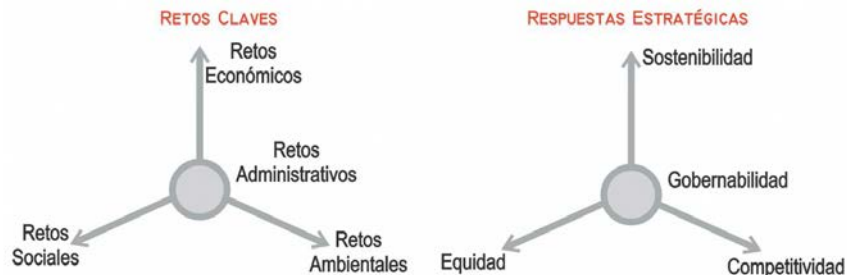 RETOS CLAVES
Retos
Económicos
Retos
Administrativos
Retos
Sociales
Retos
Ambientales
RESPUESTAS ESTRATÉGICAS
Sostenibilidad
Gobernabilidad
Equidad
Competitividad